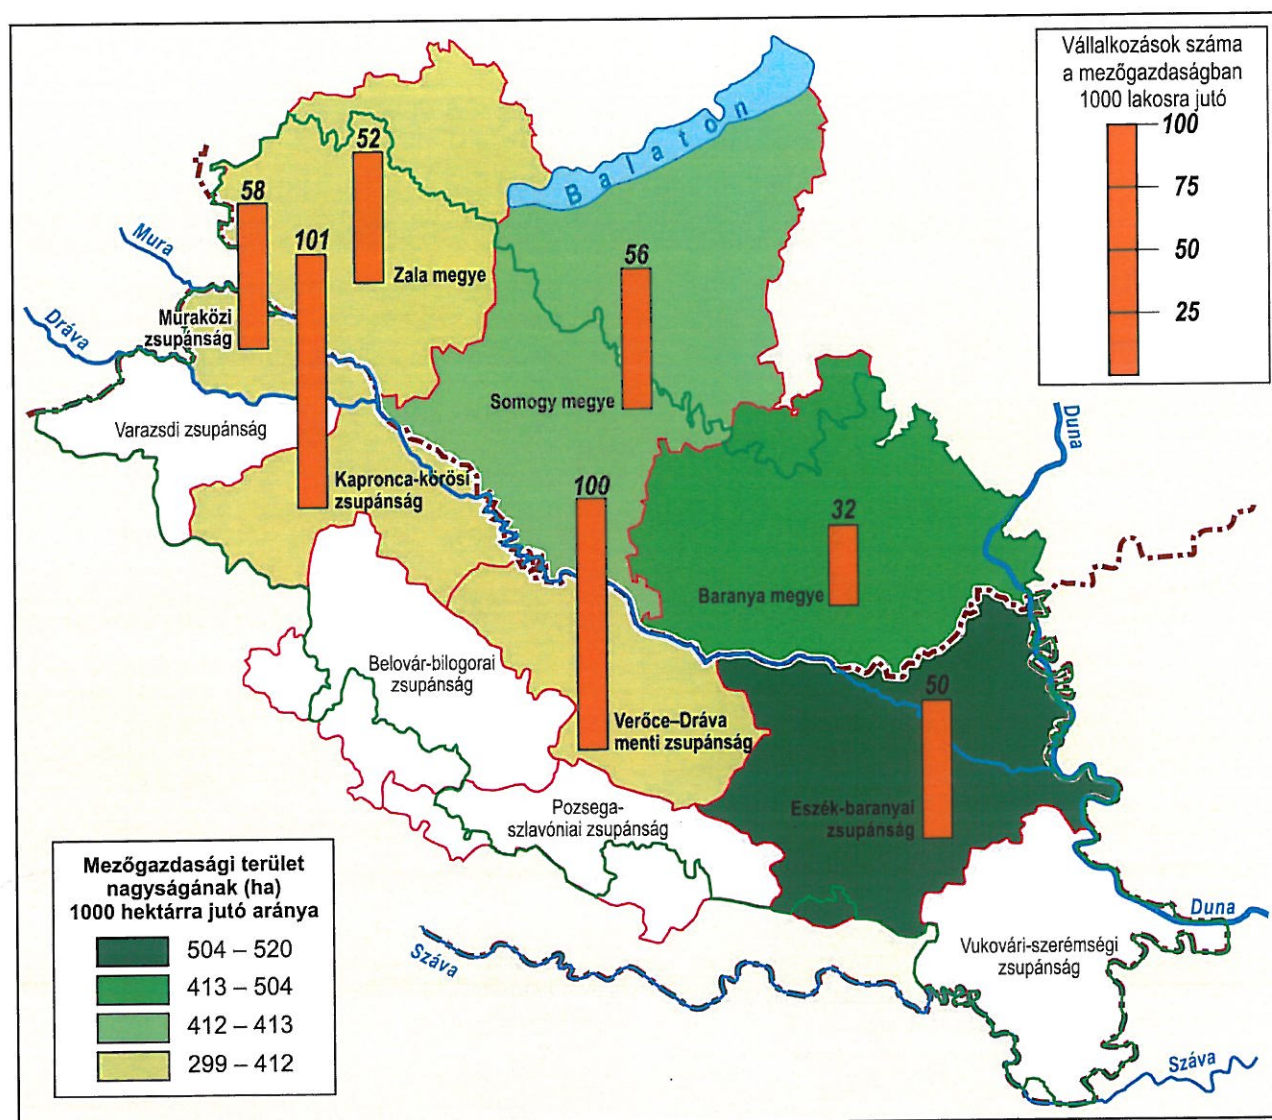 Vállalkozások száma
a mezőgazdaságban
1000 lakosra jutó
100
75
50
25
Balaton
52
58
101
Mura
Zala megye
56
Muraközi
zsupánság
Dráva
Somogy megye
Duna
Varazsdi zsupánság
Kapronca-körösi
zsupánság
100
32
Baranya megye
Belovár-bilogorai
zsupánság
50
Verőce–Dráva
menti zsupánság
Pozsega-
szlavóniai zsupánság
Eszék-baranyai
zsupánság
Mezőgazdasági terület
nagyságának (ha)
1000 hektárra jutó aránya
504 – 520
413 – 504
412 – 413
299 – 412
Duna
Száva
Vukovári-szerémségi
zsupánság
Száva